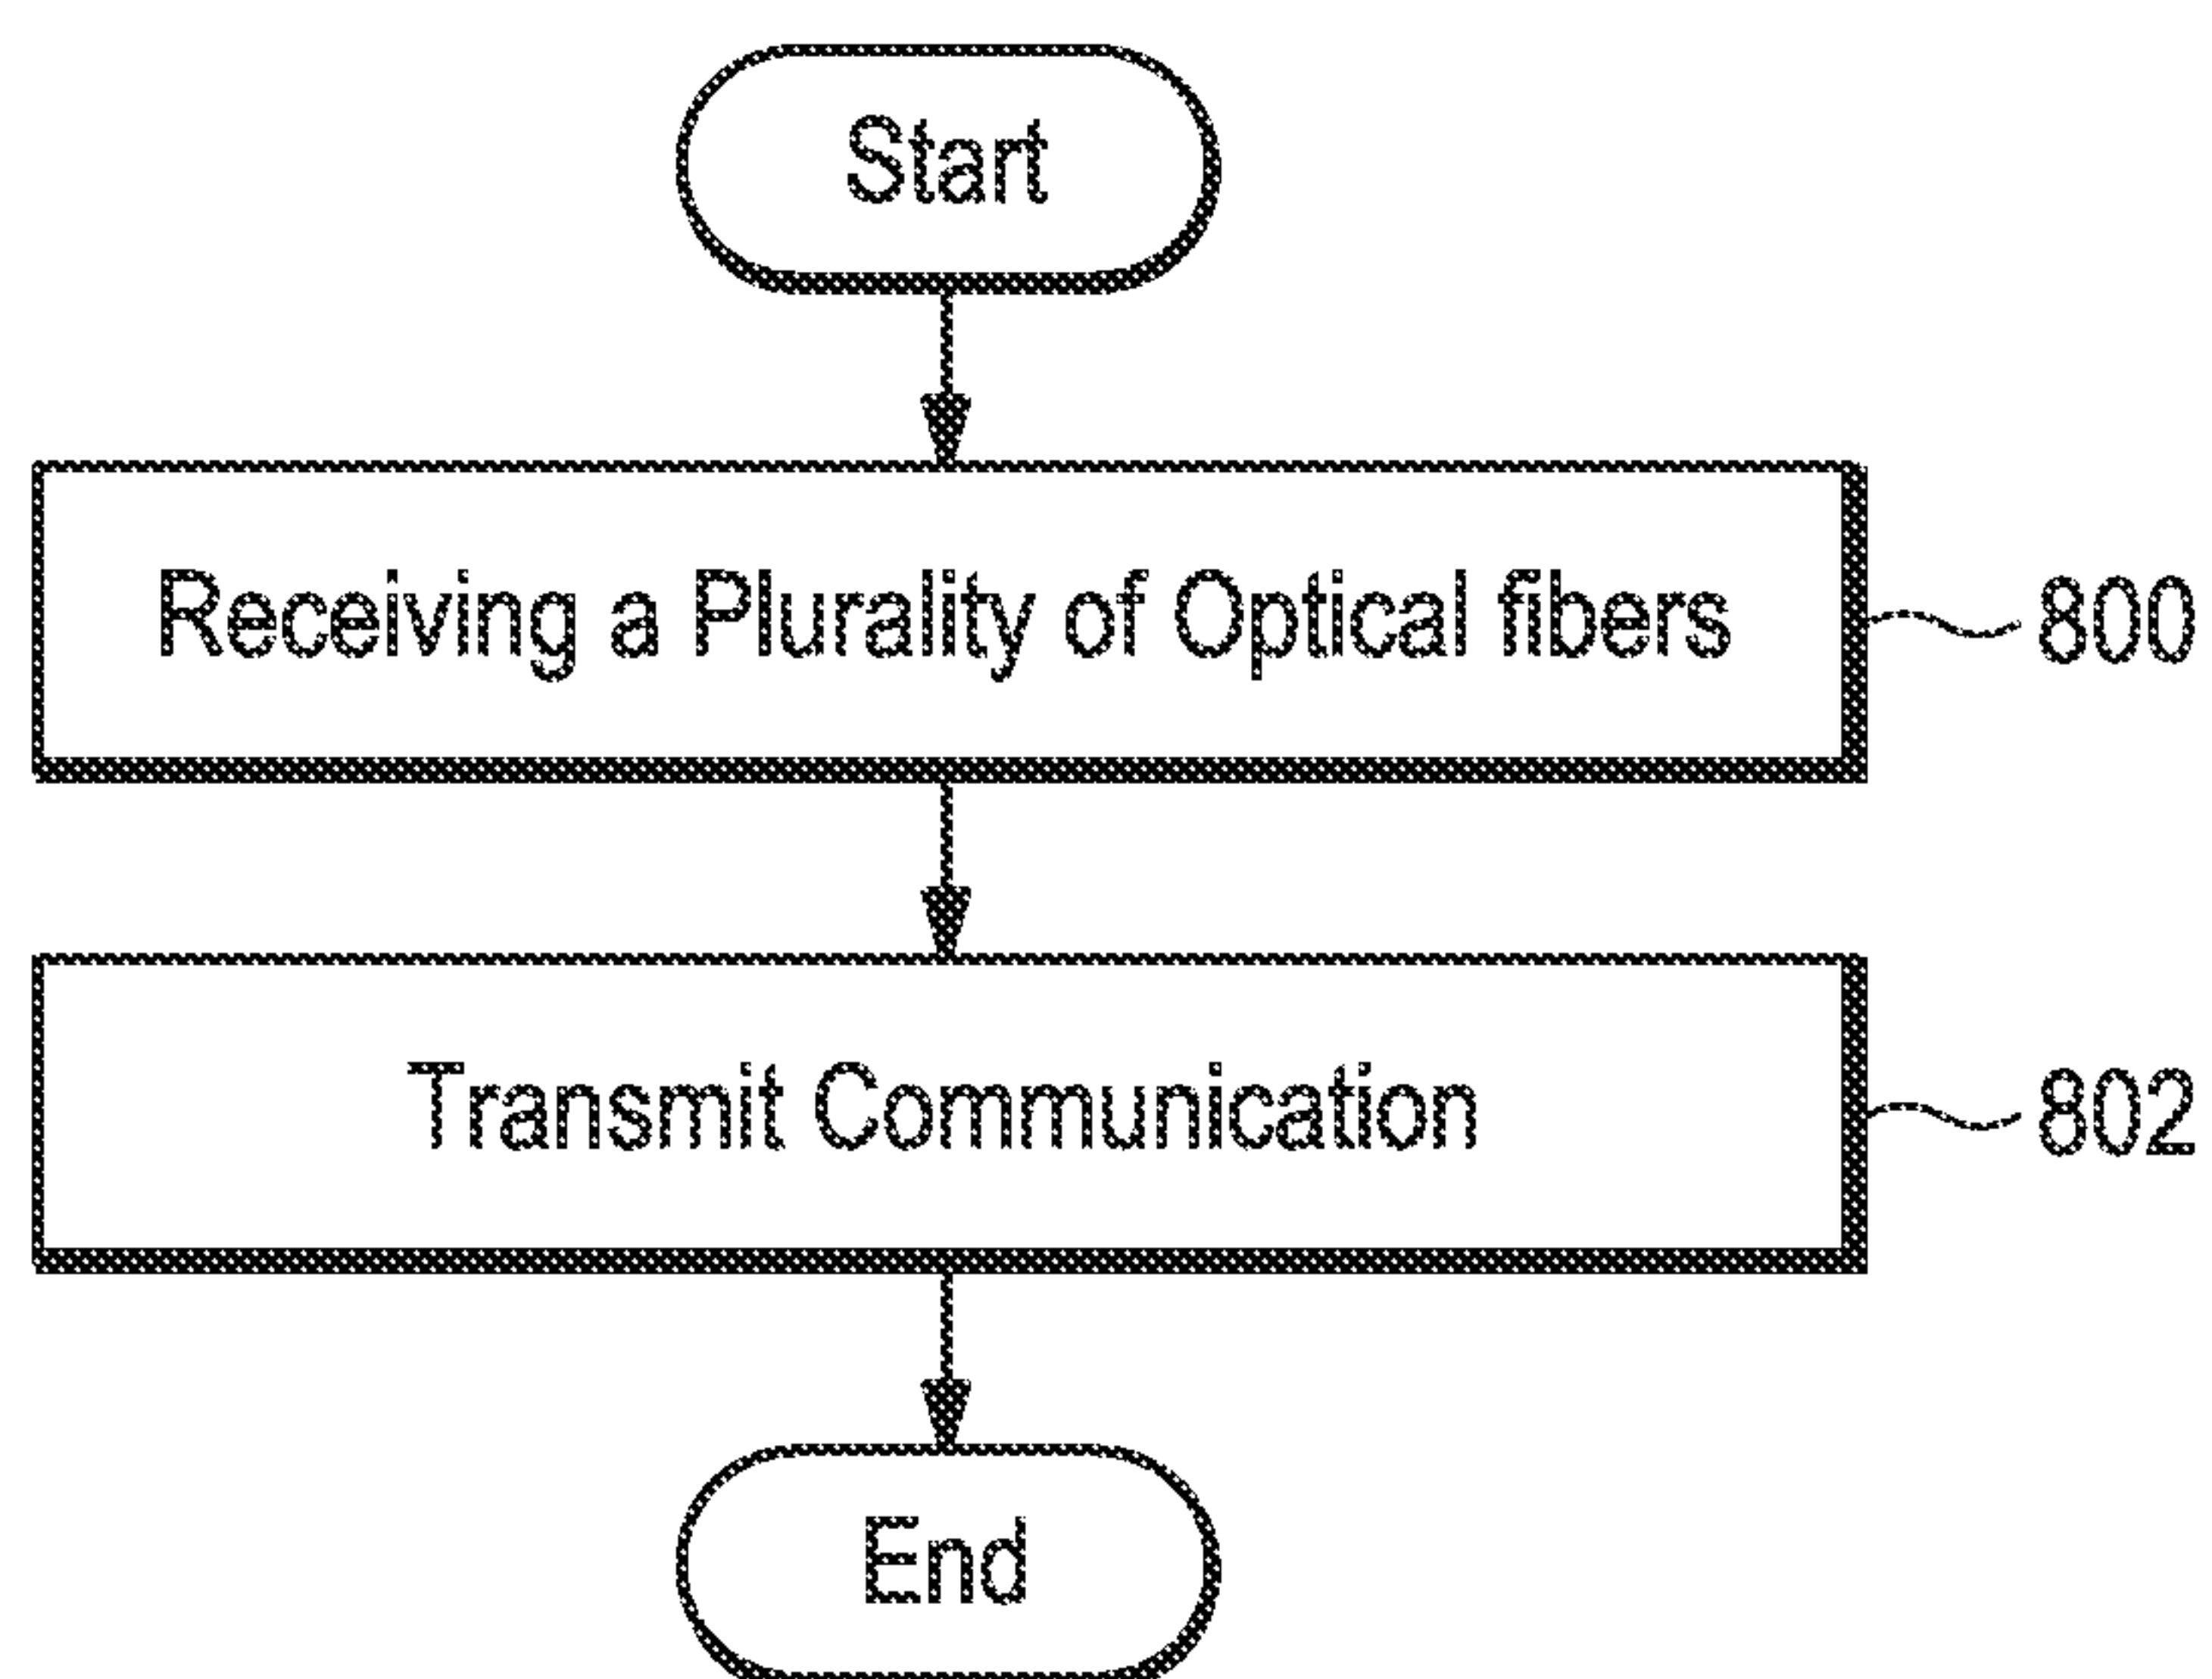 Start
Receiving a Plurality of Optical fibers
800
Transmit Communication
802
End